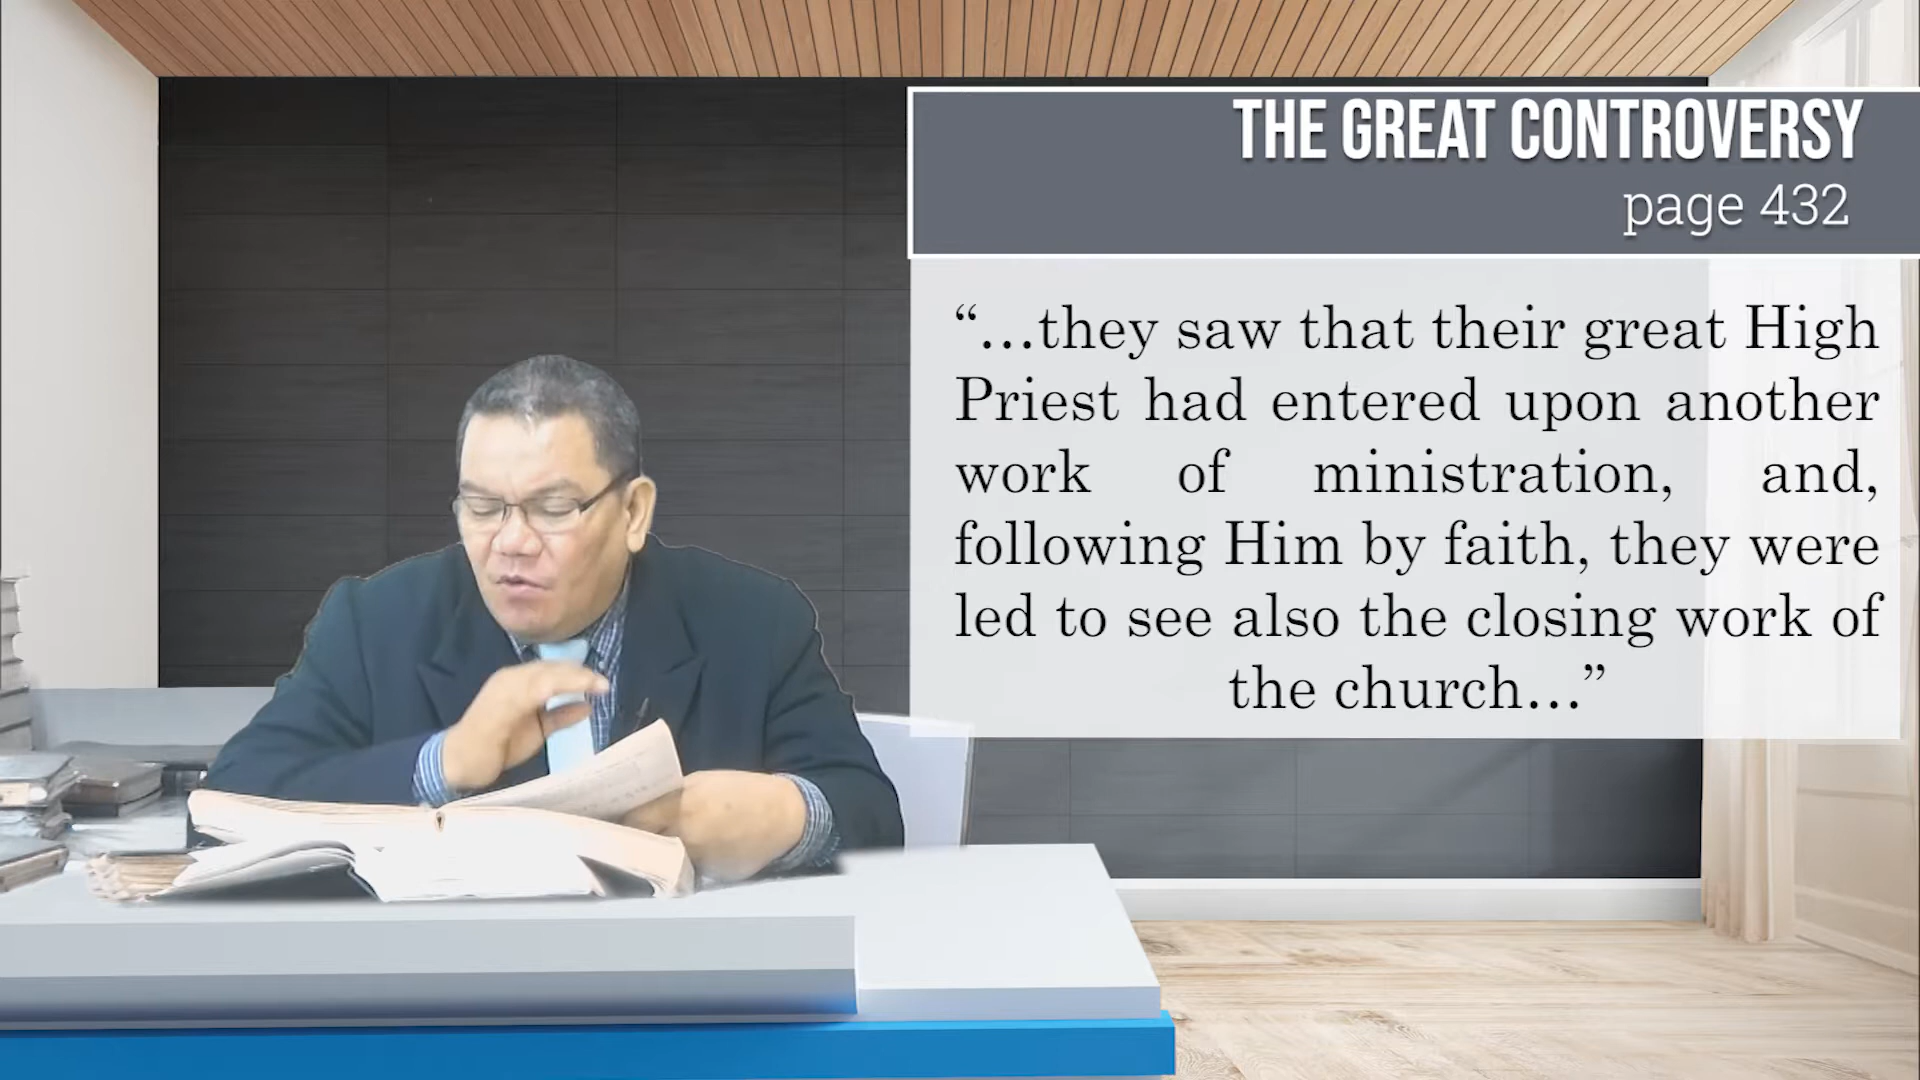 THE GREAT CONTROVERSY
page 432
“...they saw that their great High
Priest had entered upon another
work of ministration, and,
following Him by faith, they were
led to see also the closing work of
the church...”